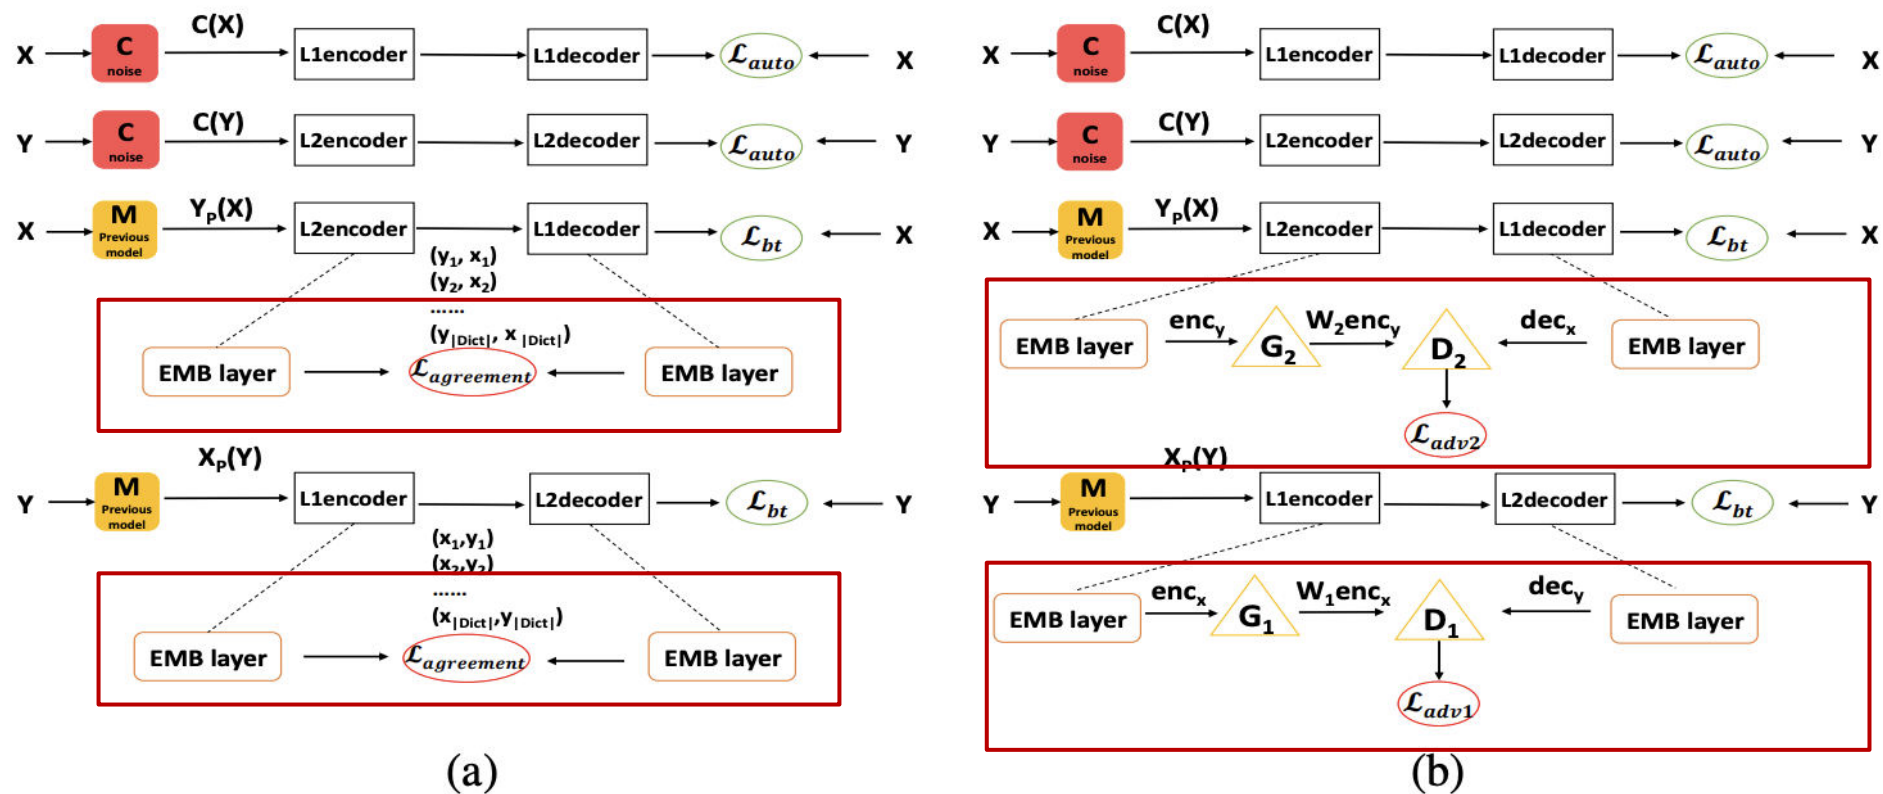 X C noise C(X) L1encoder L1decoder ℒauto X
Y C noise C(Y) L2encoder L2decoder ℒauto Y
X M Previous model YP(X) L2encoder L1decoder ℒbt X
(y1, x1)
(y2, x2)
......
(y|Dict|, x |Dict|)
EMB layer ℒagreement EMB layer
Y M Previous model XP(Y) L1encoder L2decoder ℒbt Y
(x1,y1)
(x2,y2)
......
(x|Dict|,y|Dict|)
EMB layer ℒagreement EMB layer
(a)
X C noise C(X) L1encoder L1decoder ℒauto X
Y C noise C(Y) L2encoder L2decoder ℒauto Y
X M Previous model YP(X) L2encoder L1decoder ℒbt X
EMB layer ency G2 W2ency D2 decx EMB layer
ℒadv2
Y M Previous model XP(Y) L1encoder L2decoder ℒbt Y
EMB layer encx G1 W1encx D1 decy EMB layer
ℒadv1
(b)